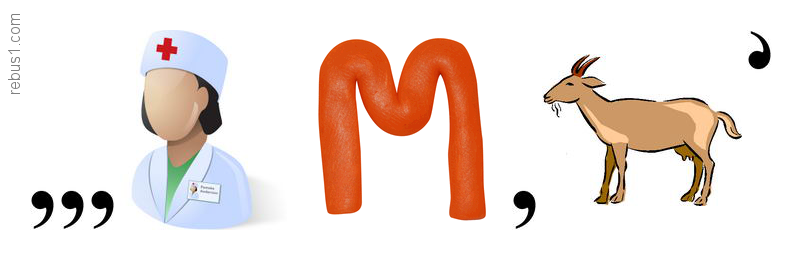 rebus1.com
,,,
М
,
,